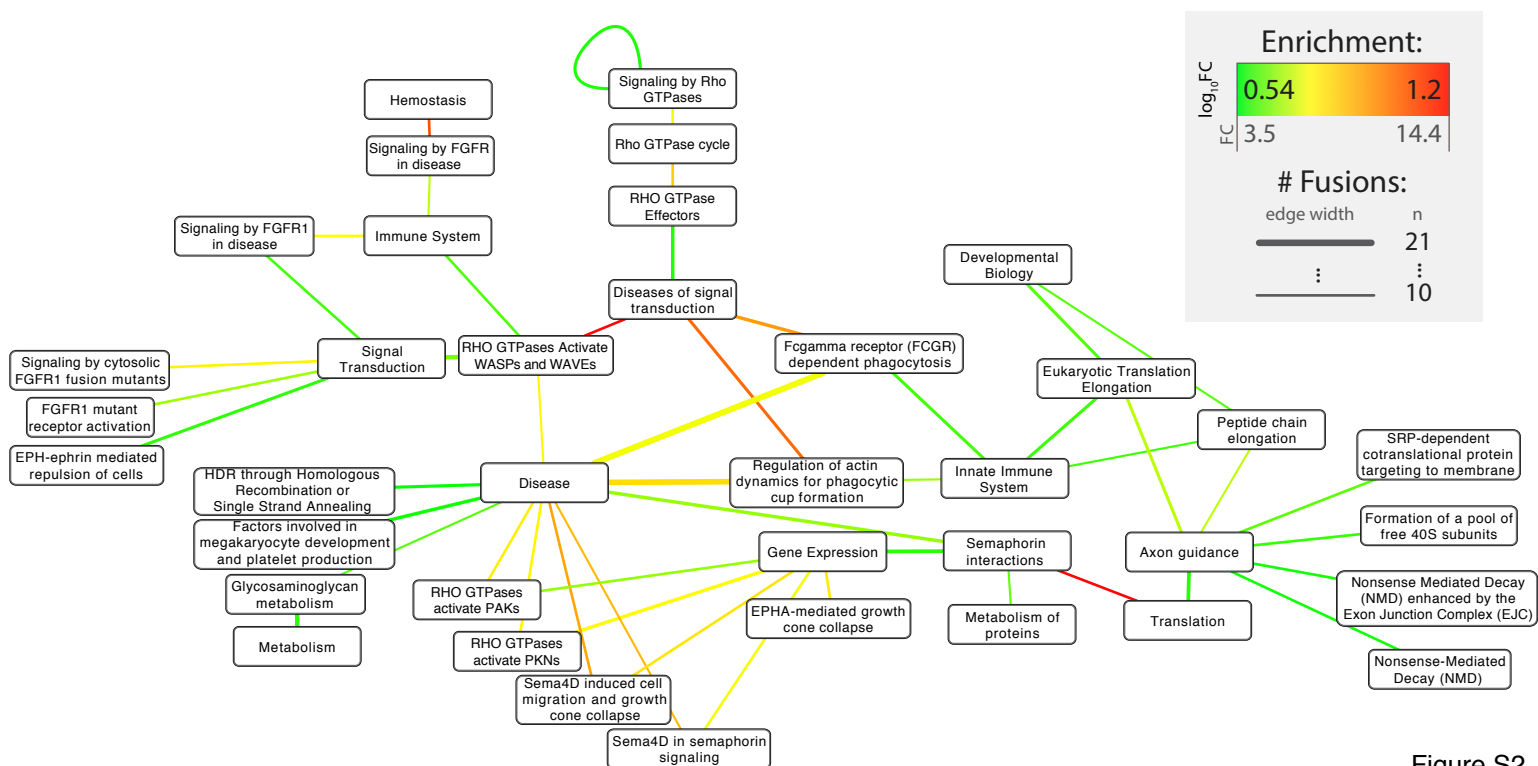 Enrichment:
log10FC
0.54
1.2
FC
3.5
14.4
# Fusions:
edge width
n
21
⋮
⋮
10
Signaling by Rho
GTPases
Hemostasis
Rho GTPase cycle
Signaling by FGFR
in disease
RHO GTPase
Effectors
Signaling by FGFR1
in disease
Immune System
Developmental
Biology
Diseases of signal
transduction
Signal
Transduction
RHO GTPases Activate
WASPs and WAVEs
Fcgamma receptor (FCGR)
dependent phagocytosis
Signaling by cytosolic
FGFR1 fusion mutants
Eukaryotic Translation
Elongation
FGFR1 mutant
receptor activation
Peptide chain
elongation
EPH-ephrin mediated
repulsion of cells
SRP-dependent
cotranslational protein
targeting to membrane
HDR through Homologous
Recombination or
Single Strand Annealing
Disease
Regulation of actin
dynamics for phagocytic
cup formation
Innate Immune
System
Factors involved in
megakaryocyte development
and platelet production
Formation of a pool of
free 40S subunits
Gene Expression
Semaphorin
interactions
Axon guidance
Glycosaminoglycan
metabolism
RHO GTPases
activate PAKs
EPHA-mediated growth
cone collapse
Metabolism of
proteins
Translation
Nonsense Mediated Decay
(NMD) enhanced by the
Exon Junction Complex (EJC)
Metabolism
RHO GTPases
activate PKNs
Nonsense-Mediated
Decay (NMD)
Sema4D induced cell
migration and growth
cone collapse
Sema4D in semaphorin
signaling
Figure S2